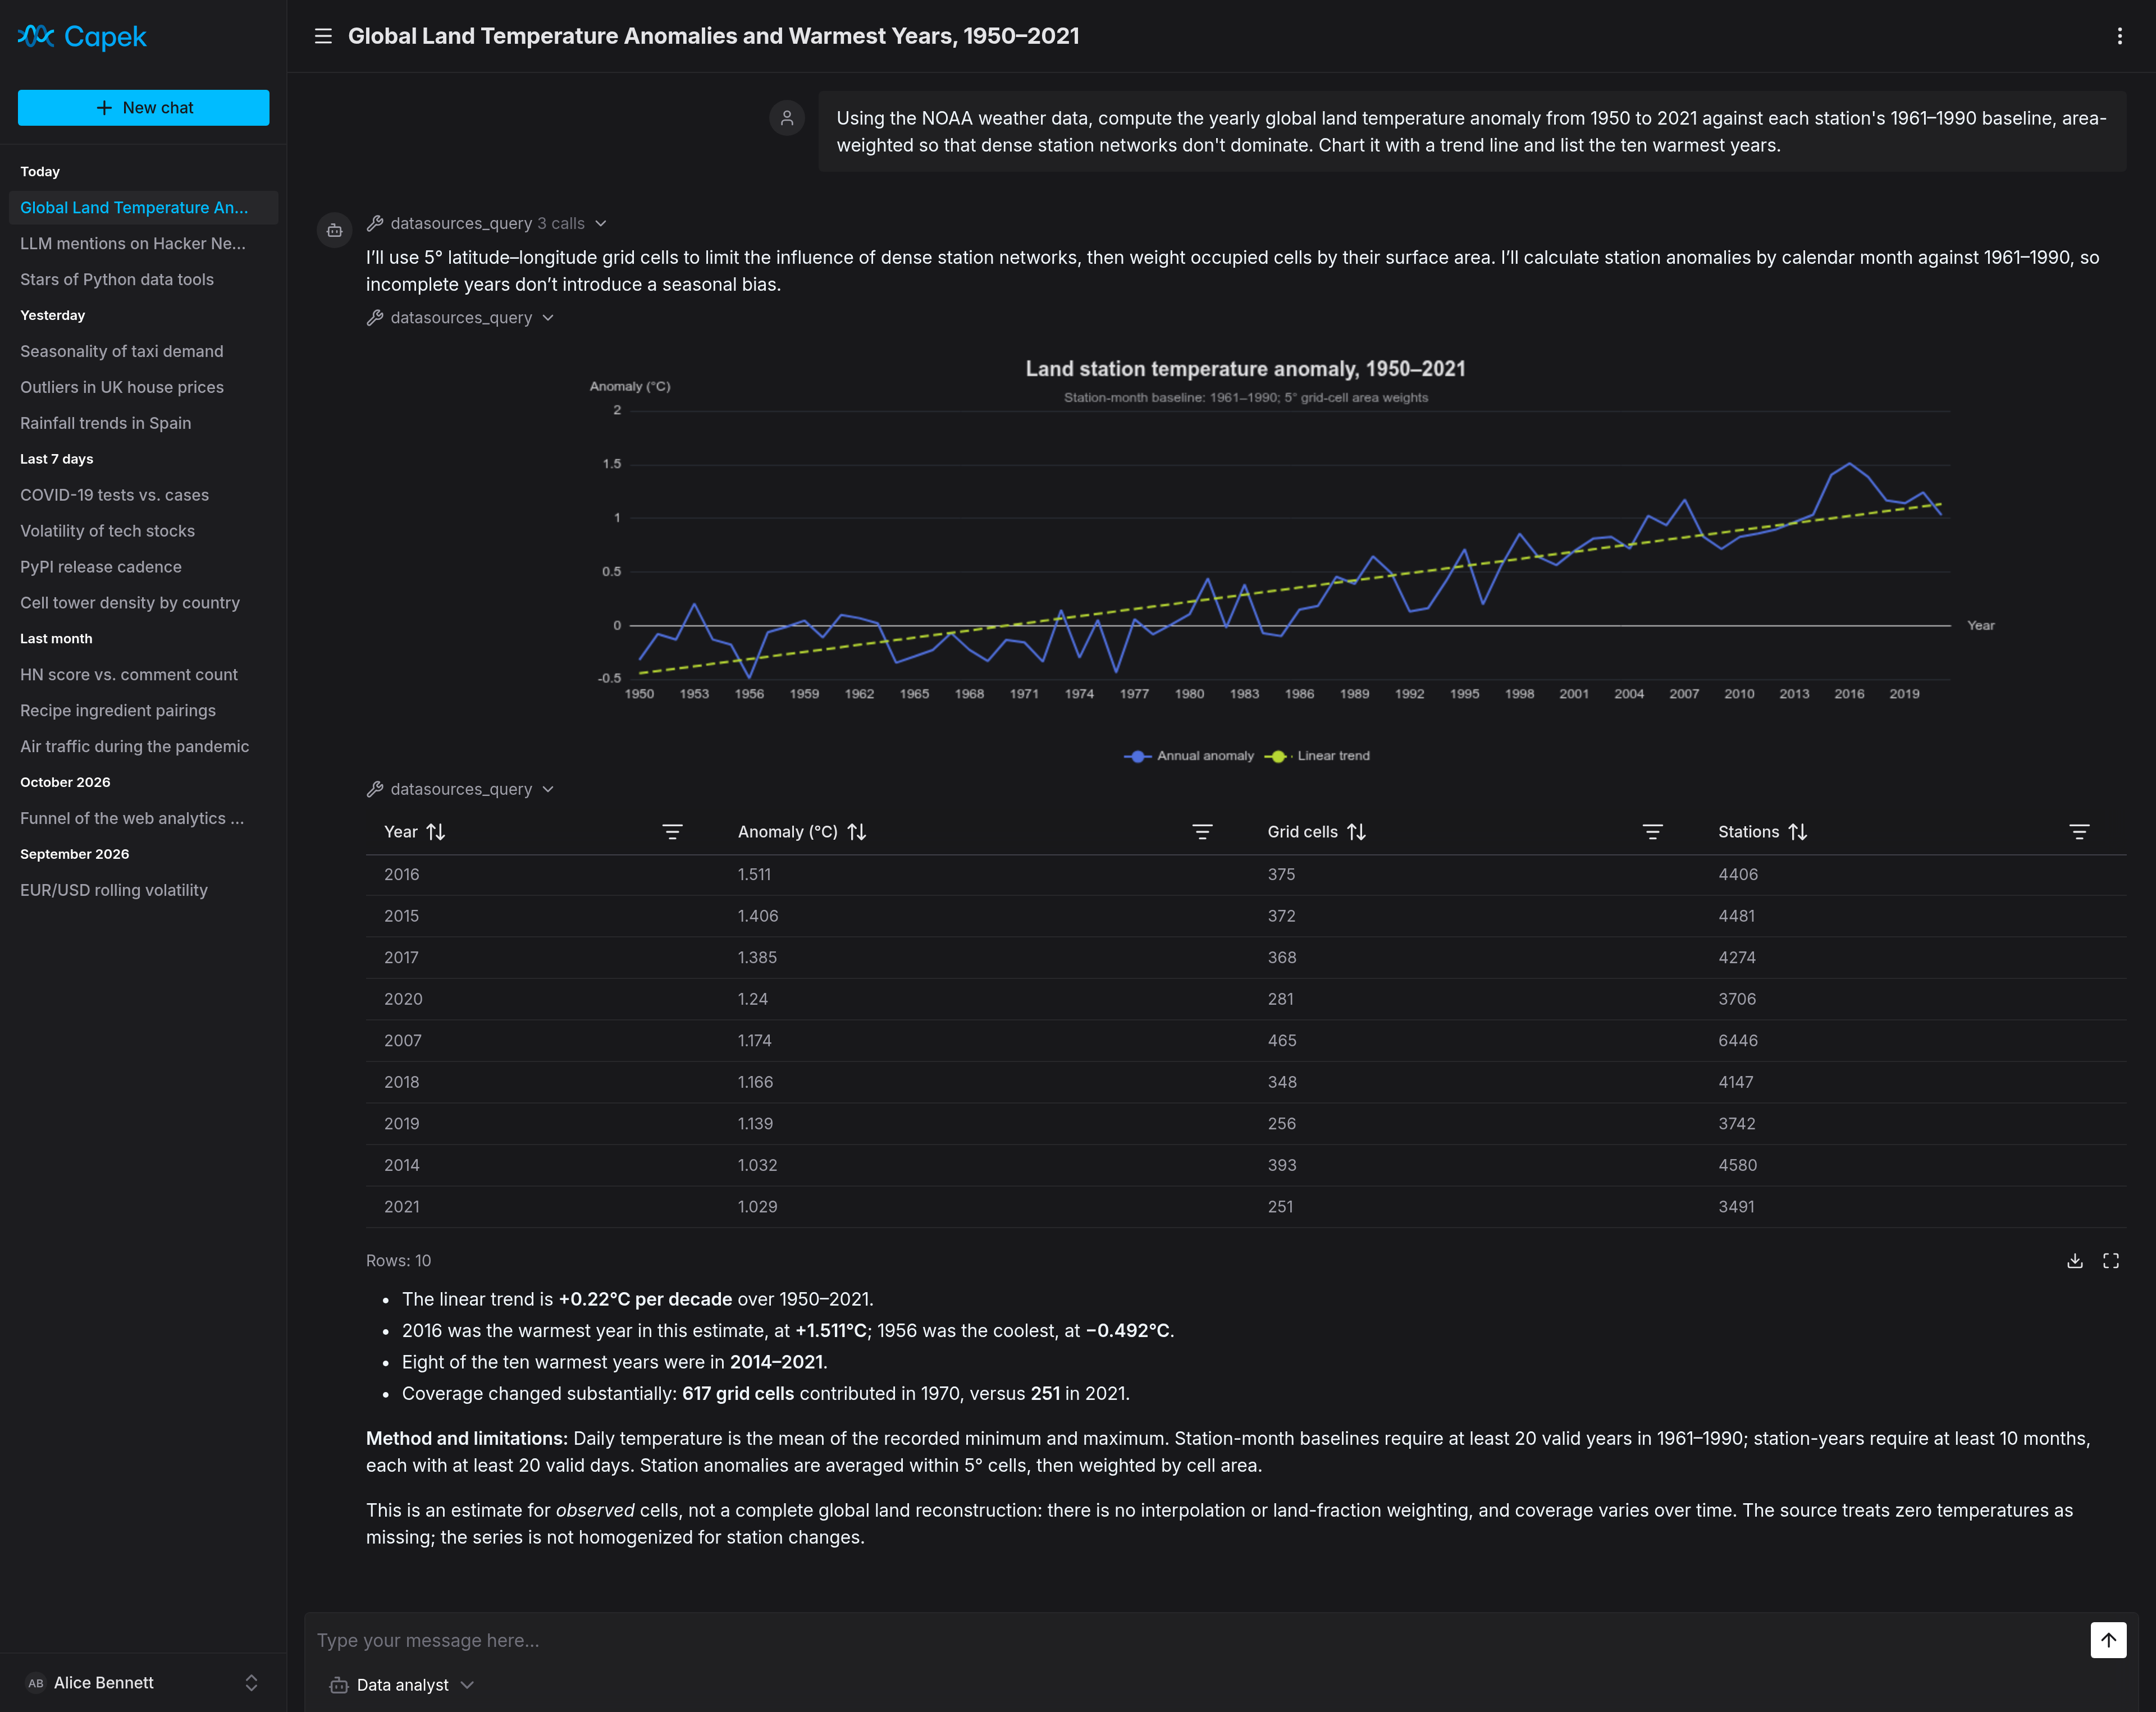 Capek
Global Land Temperature Anomalies and Warmest Years, 1950–2021
New chat
Today
Global Land Temperature An...
LLM mentions on Hacker Ne...
Stars of Python data tools
Yesterday
Seasonality of taxi demand
Outliers in UK house prices
Rainfall trends in Spain
Last 7 days
COVID-19 tests vs. cases
Volatility of tech stocks
PyPI release cadence
Cell tower density by country
Last month
HN score vs. comment count
Recipe ingredient pairings
Air traffic during the pandemic
October 2026
Funnel of the web analytics ...
September 2026
EUR/USD rolling volatility
AB Alice Bennett
Using the NOAA weather data, compute the yearly global land temperature anomaly from 1950 to 2021 against each station's 1961–1990 baseline, area-
weighted so that dense station networks don't dominate. Chart it with a trend line and list the ten warmest years.
datasources_query 3 calls
I’ll use 5° latitude–longitude grid cells to limit the influence of dense station networks, then weight occupied cells by their surface area. I’ll calculate station anomalies by calendar month against 1961–1990, so
incomplete years don’t introduce a seasonal bias.
datasources_query
Land station temperature anomaly, 1950–2021
Station-month baseline: 1961–1990; 5° grid-cell area weights
Anomaly (°C)
2
1.5
1
0.5
0
-0.5
Year
1950 1953 1956 1959 1962 1965 1968 1971 1974 1977 1980 1983 1986 1989 1992 1995 1998 2001 2004 2007 2010 2013 2016 2019
Annual anomaly Linear trend
datasources_query
Year Anomaly (°C) Grid cells Stations
2016 1.511 375 4406
2015 1.406 372 4481
2017 1.385 368 4274
2020 1.24 281 3706
2007 1.174 465 6446
2018 1.166 348 4147
2019 1.139 256 3742
2014 1.032 393 4580
2021 1.029 251 3491
Rows: 10
• The linear trend is +0.22°C per decade over 1950–2021.
• 2016 was the warmest year in this estimate, at +1.511°C; 1956 was the coolest, at −0.492°C.
• Eight of the ten warmest years were in 2014–2021.
• Coverage changed substantially: 617 grid cells contributed in 1970, versus 251 in 2021.
Method and limitations: Daily temperature is the mean of the recorded minimum and maximum. Station-month baselines require at least 20 valid years in 1961–1990; station-years require at least 10 months,
each with at least 20 valid days. Station anomalies are averaged within 5° cells, then weighted by cell area.
This is an estimate for observed cells, not a complete global land reconstruction: there is no interpolation or land-fraction weighting, and coverage varies over time. The source treats zero temperatures as
missing; the series is not homogenized for station changes.
Type your message here...
Data analyst